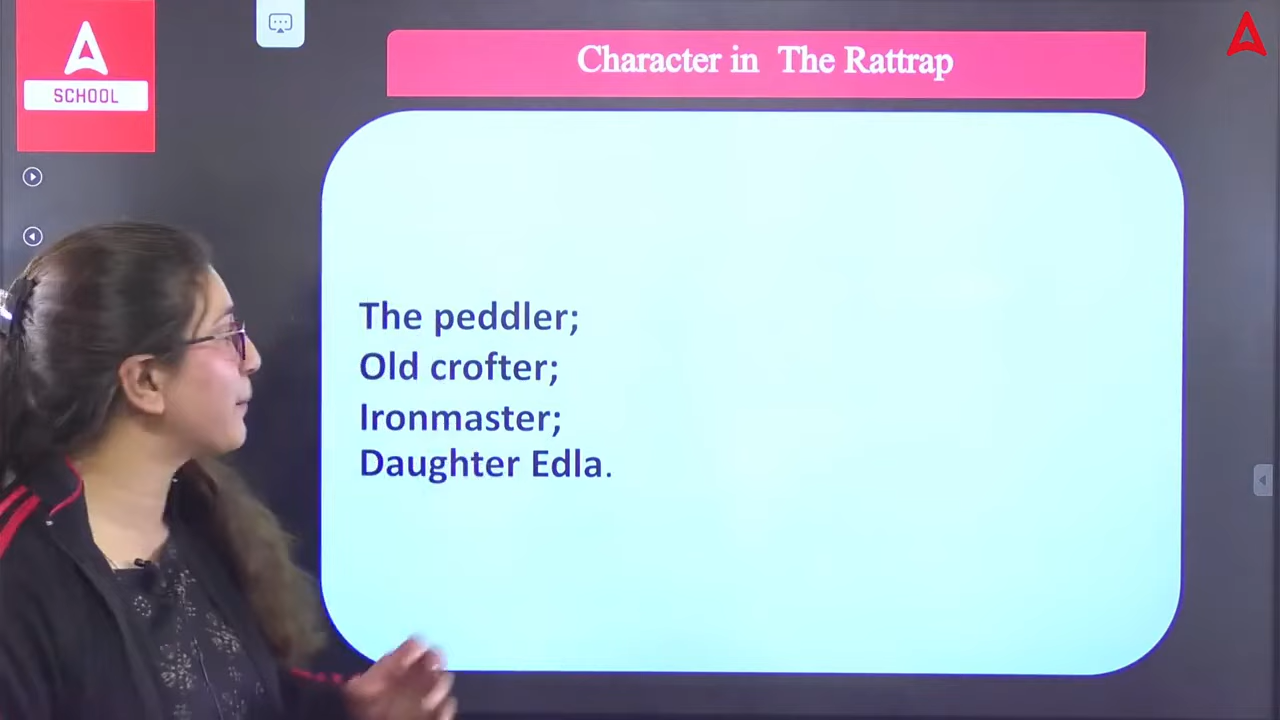 SCHOOL
Character in The Rattrap
The peddler;
Old crofter;
Ironmaster;
Daughter Edla.